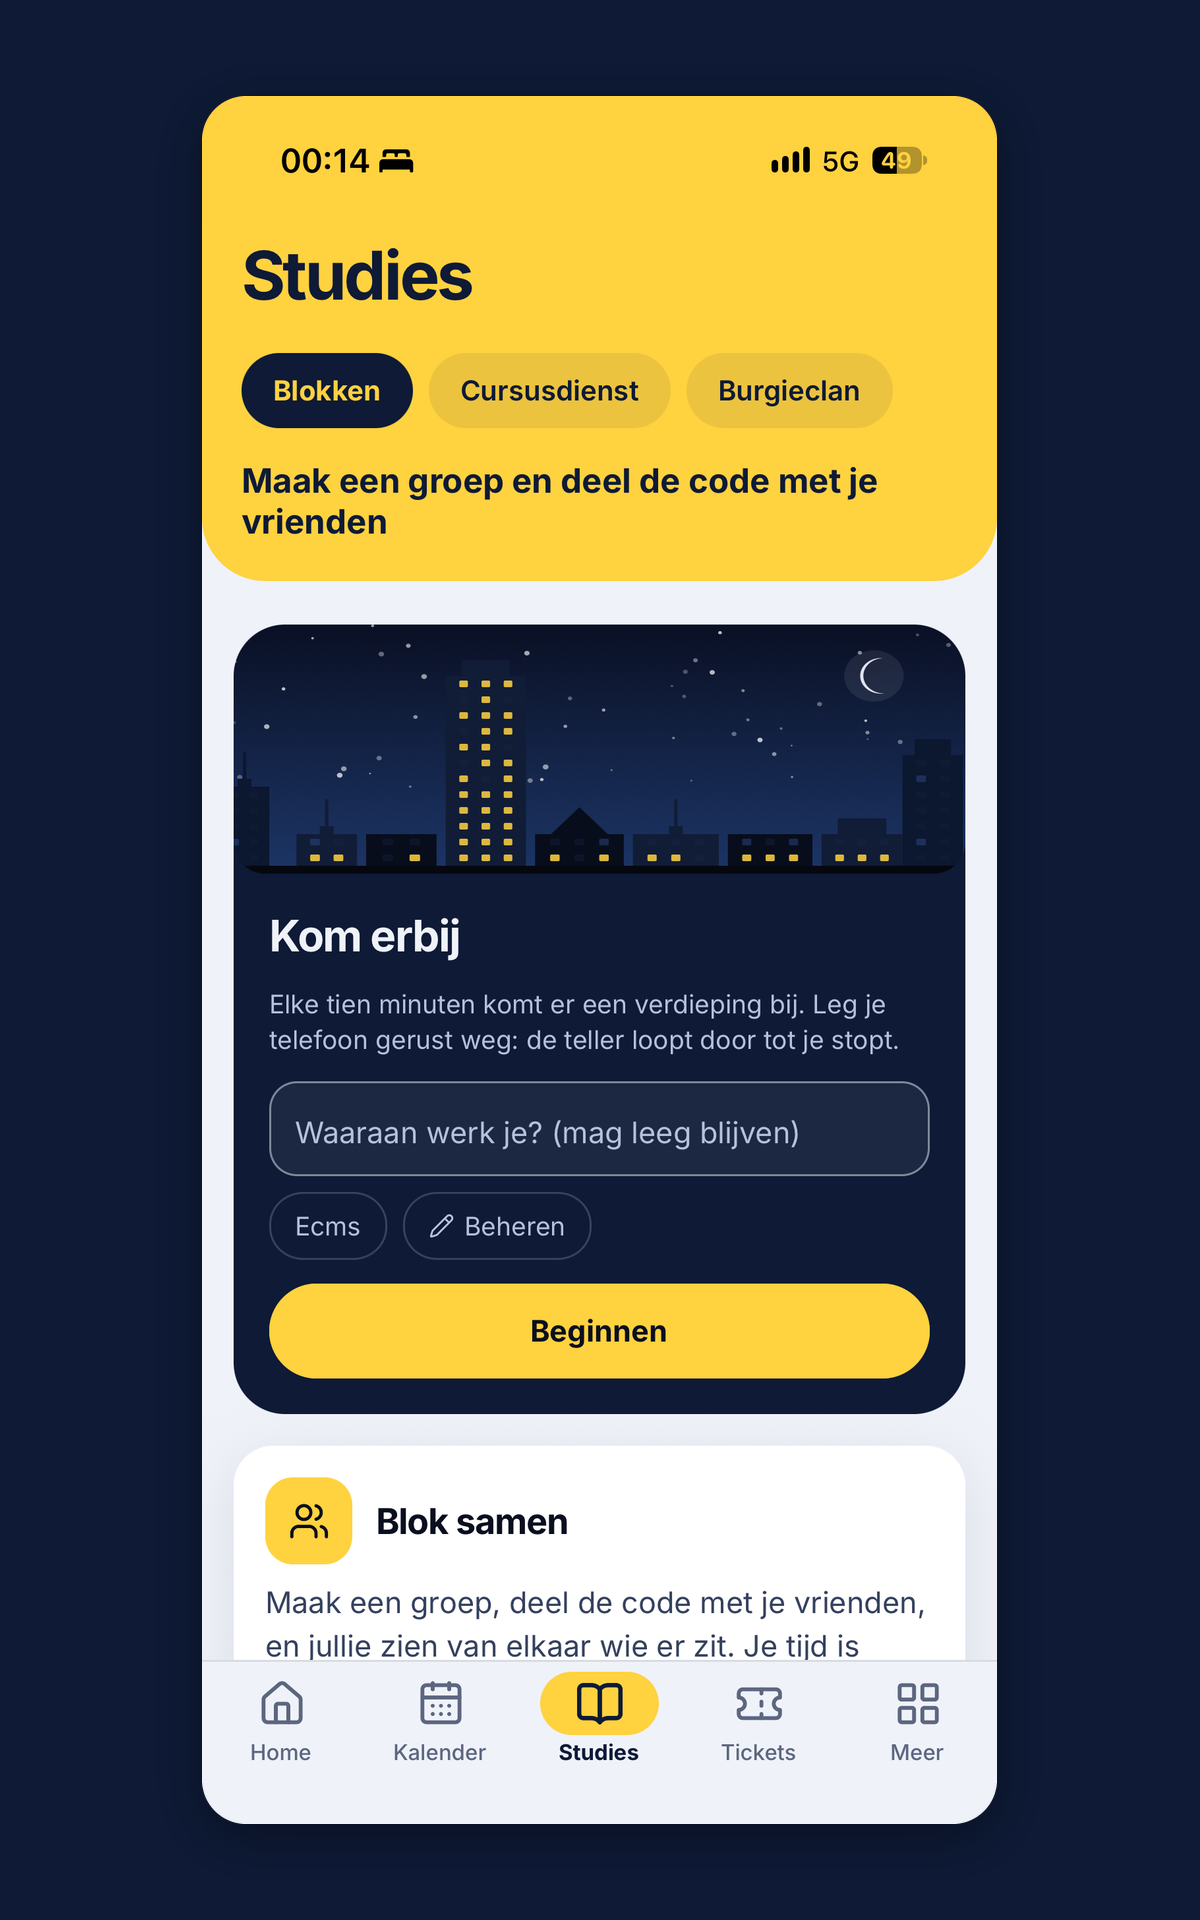 00:14
5G
49
Studies
Blokken
Cursusdienst
Burgieclan
Maak een groep en deel de code met je
vrienden
Kom erbij
Elke tien minuten komt er een verdieping bij. Leg je
telefoon gerust weg: de teller loopt door tot je stopt.
Waaraan werk je? (mag leeg blijven)
Ecms
Beheren
Beginnen
Blok samen
Maak een groep, deel de code met je vrienden,
en jullie zien van elkaar wie er zit. Je tijd is
Home
Kalender
Studies
Tickets
Meer